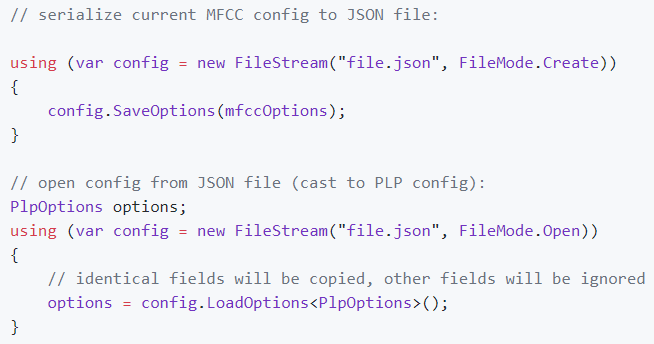 // serialize current MFCC config to JSON file:
using (var config = new FileStream("file.json", FileMode.Create))
{
    config.SaveOptions(mfccOptions);
}
// open config from JSON file (cast to PLP config):
PlpOptions options;
using (var config = new FileStream("file.json", FileMode.Open))
{
    // identical fields will be copied, other fields will be ignored
    options = config.LoadOptions<PlpOptions>();
}